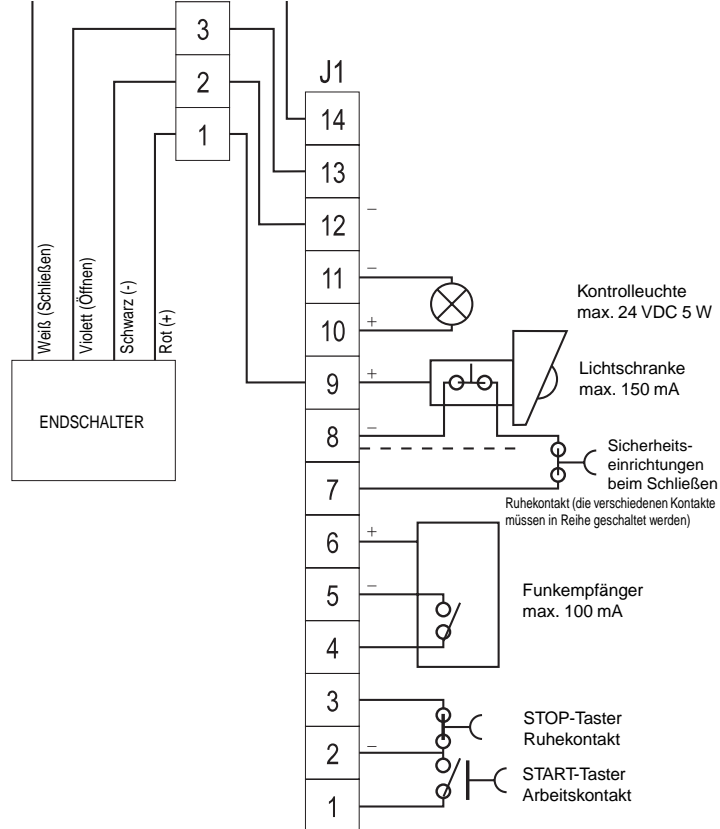 3
2
1
J1
14
13
12 –
11 –
10 +
9 +
8 –
7
6 +
5 –
4
3
2 –
1
Weiß (Schließen)
Violett (Öffnen)
Schwarz (-)
Rot (+)
ENDSCHALTER
Kontrolleuchte
max. 24 VDC 5 W
Lichtschranke
max. 150 mA
Sicherheits-
einrichtungen
beim Schließen
Ruhekontakt (die verschiedenen Kontakte
müssen in Reihe geschaltet werden)
Funkempfänger
max. 100 mA
STOP-Taster
Ruhekontakt
START-Taster
Arbeitskontakt